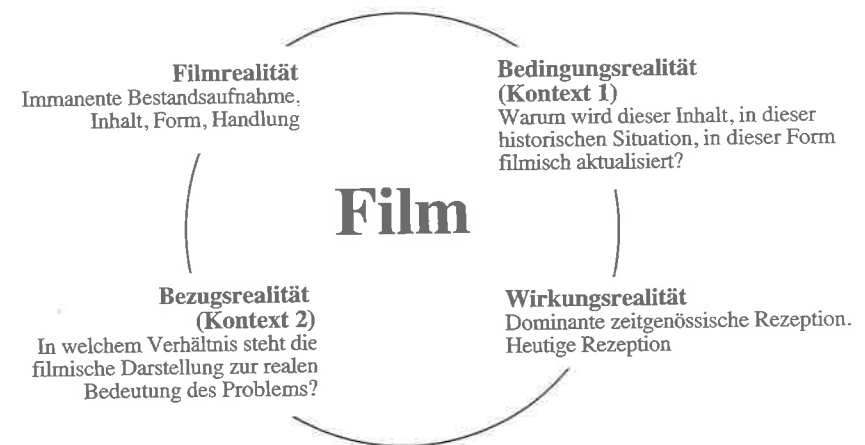 Filmrealität
Immanente Bestandsaufnahme,
Inhalt, Form, Handlung
Bedingungsrealität
(Kontext 1)
Warum wird dieser Inhalt, in dieser
historischen Situation, in dieser Form
filmisch aktualisiert?
Film
Bezugsrealität
(Kontext 2)
In welchem Verhältnis steht die
filmische Darstellung zur realen
Bedeutung des Problems?
Wirkungsrealität
Dominante zeitgenössische Rezeption.
Heutige Rezeption